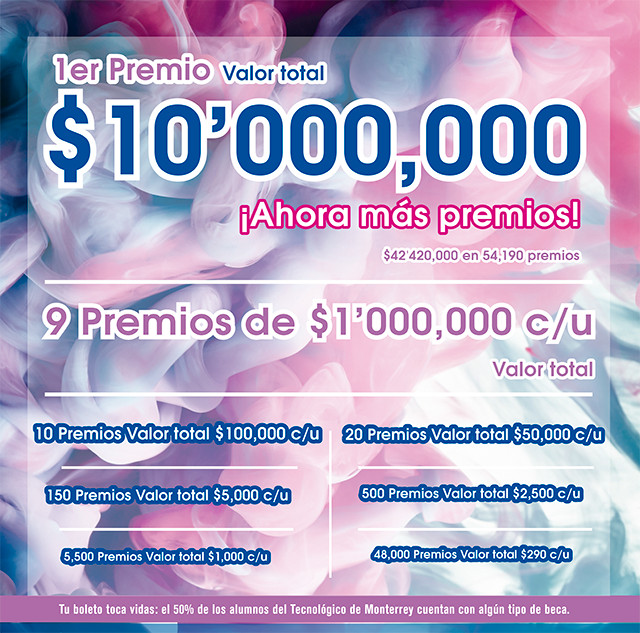 1er Premio Valor total
$10'000,000
¡Ahora más premios!
$42'420,000 en 54,190 premios
9 Premios de $1'000,000 c/u
Valor total
10 Premios Valor total $100,000 c/u
20 Premios Valor total $50,000 c/u
150 Premios Valor total $5,000 c/u
500 Premios Valor total $2,500 c/u
5,500 Premios Valor total $1,000 c/u
48,000 Premios Valor total $290 c/u
Tu boleto toca vidas: el 50% de los alumnos del Tecnológico de Monterrey cuentan con algún tipo de beca.